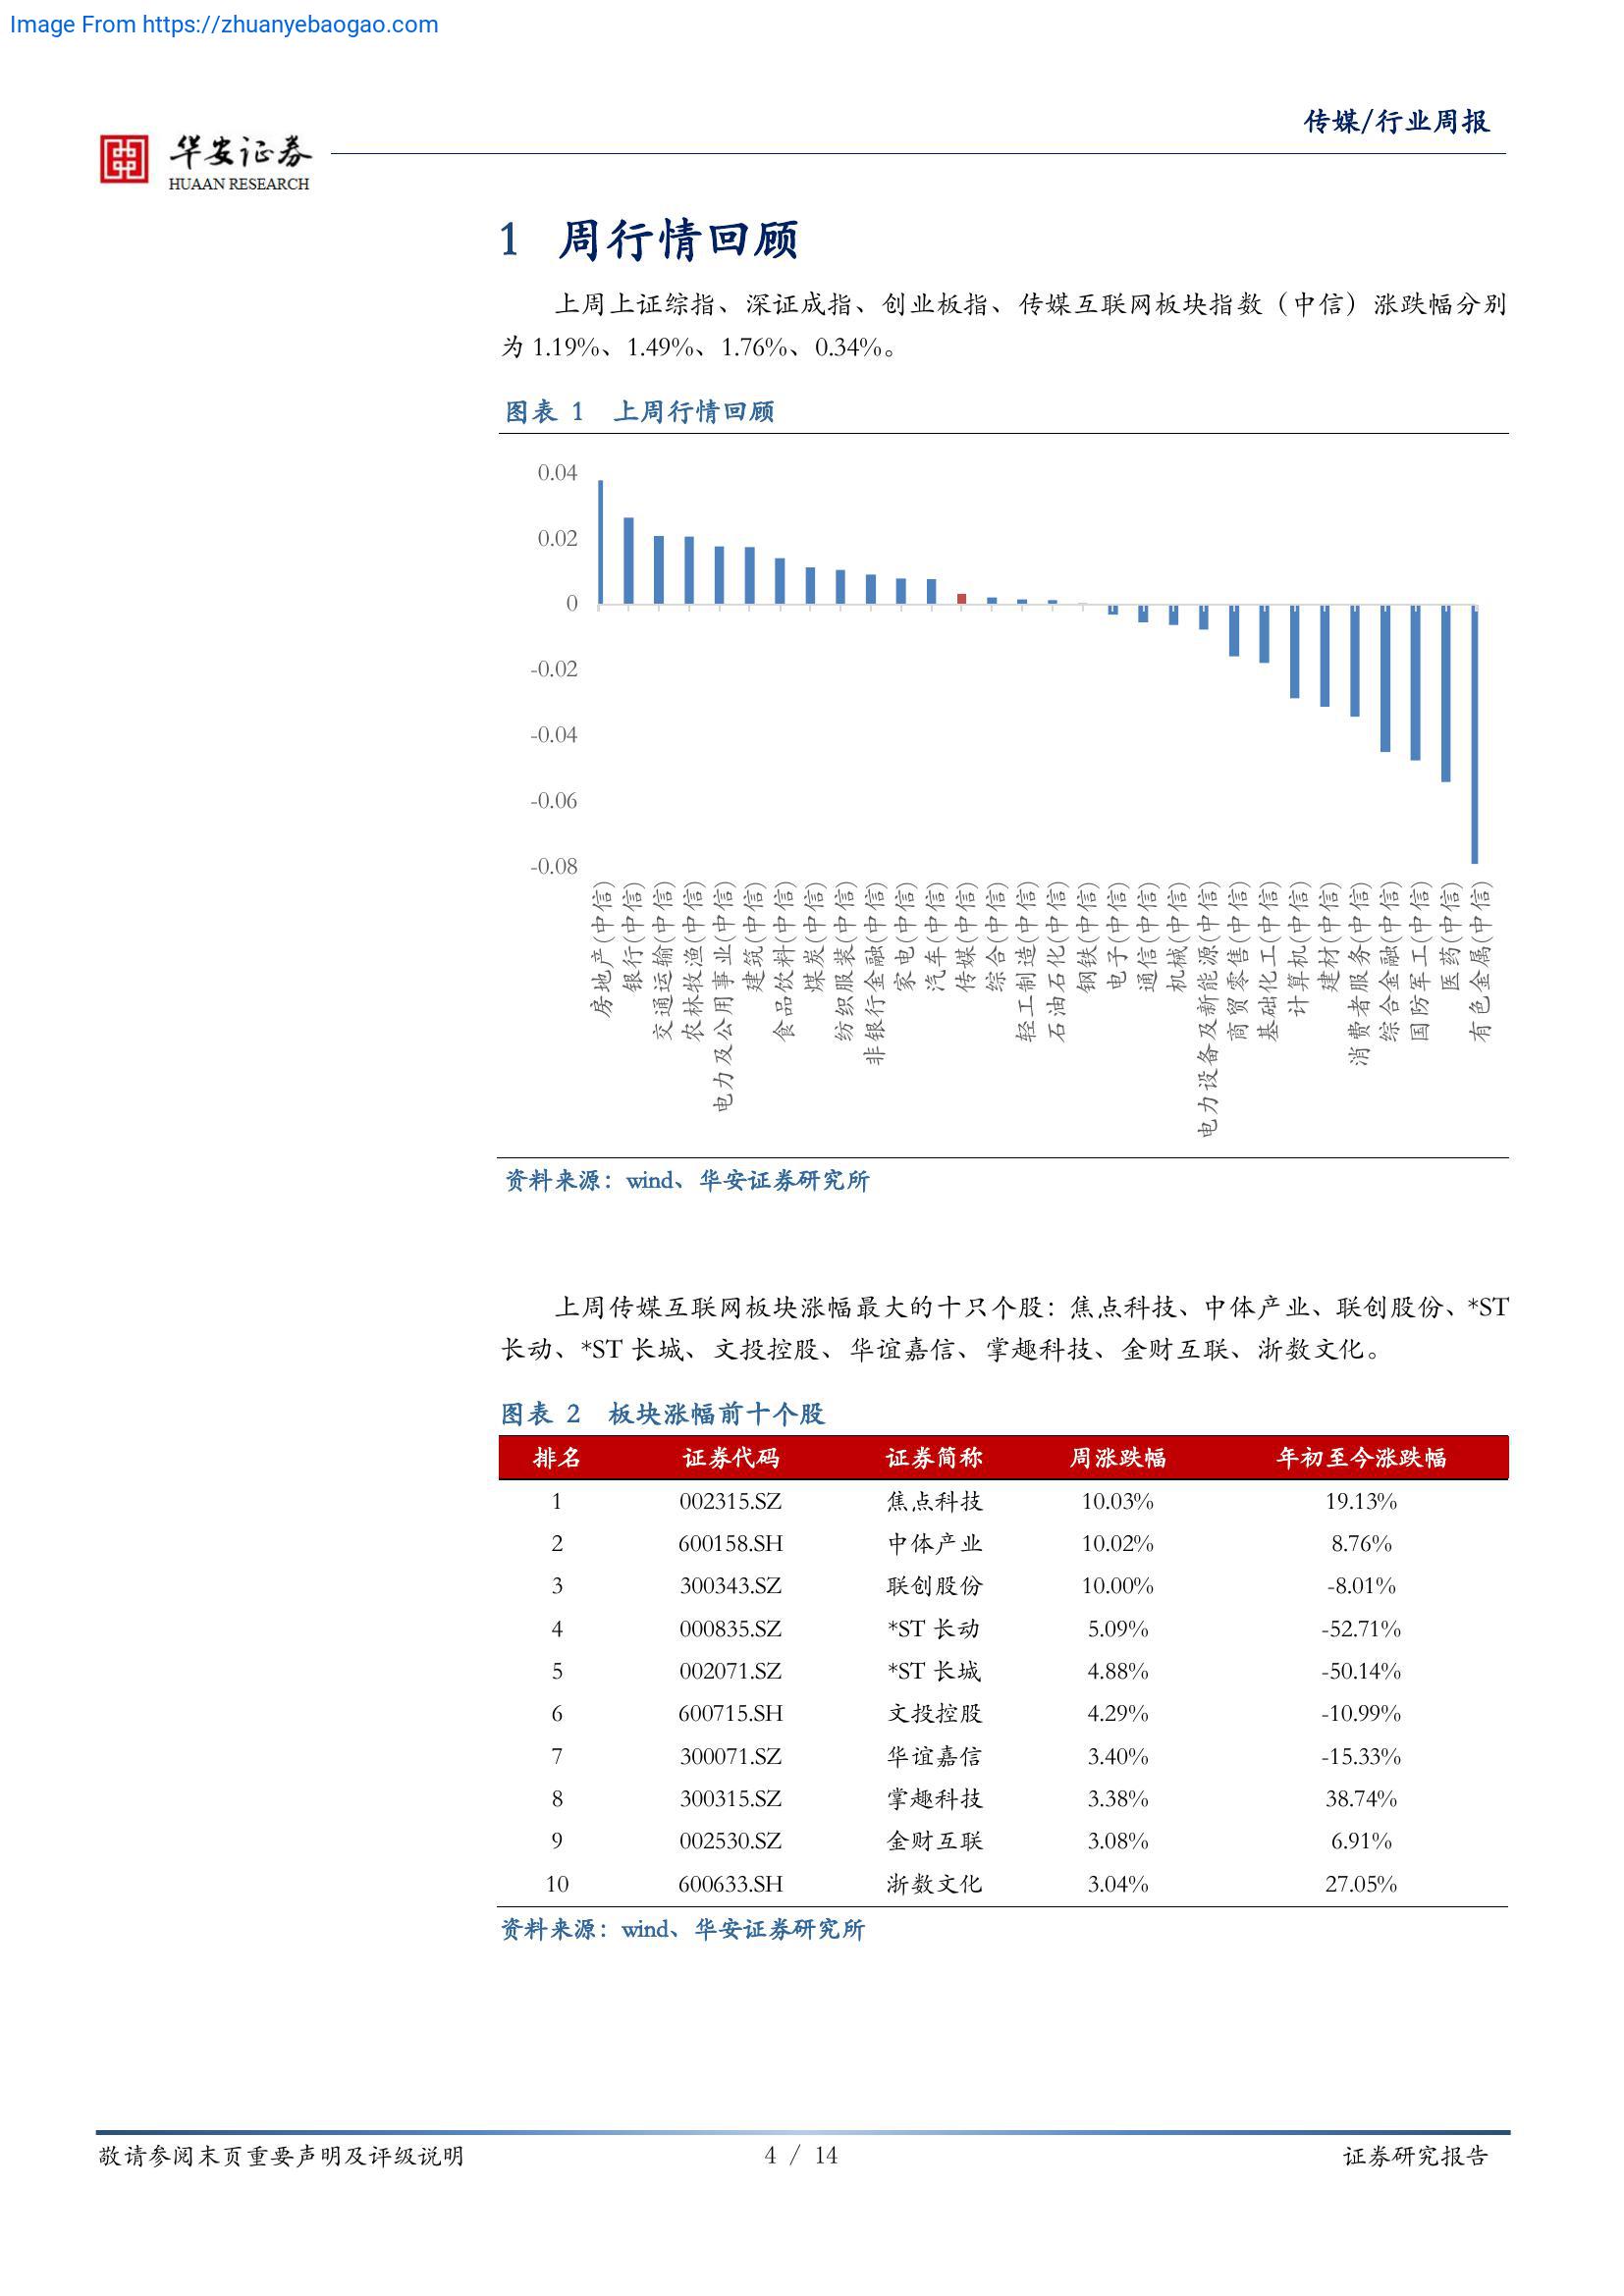 Image From https://zhuanyebaogao.com
传媒/行业周报
华安证券
HUAAN RESEARCH
1 周行情回顾
上周上证综指、深证成指、创业板指、传媒互联网板块指数（中信）涨跌幅分别
为 1.19%、1.49%、1.76%、0.34%。
图表 1 上周行情回顾
0.04
0.02
0
-0.02
-0.04
-0.06
-0.08
房地产(中信)
银行(中信)
交通运输(中信)
农林牧渔(中信)
电力及公用事业(中信)
建筑(中信)
食品饮料(中信)
煤炭(中信)
纺织服装(中信)
非银行金融(中信)
家电(中信)
汽车(中信)
传媒(中信)
综合(中信)
轻工制造(中信)
石油石化(中信)
钢铁(中信)
电子(中信)
通信(中信)
机械(中信)
电力设备及新能源(中信)
商贸零售(中信)
基础化工(中信)
计算机(中信)
建材(中信)
消费者服务(中信)
综合金融(中信)
国防军工(中信)
医药(中信)
有色金属(中信)
资料来源：wind、华安证券研究所
上周传媒互联网板块涨幅最大的十只个股：焦点科技、中体产业、联创股份、*ST
长动、*ST 长城、文投控股、华谊嘉信、掌趣科技、金财互联、浙数文化。
图表 2 板块涨幅前十个股
排名 证券代码 证券简称 周涨跌幅 年初至今涨跌幅
1 002315.SZ 焦点科技 10.03% 19.13%
2 600158.SH 中体产业 10.02% 8.76%
3 300343.SZ 联创股份 10.00% -8.01%
4 000835.SZ *ST 长动 5.09% -52.71%
5 002071.SZ *ST 长城 4.88% -50.14%
6 600715.SH 文投控股 4.29% -10.99%
7 300071.SZ 华谊嘉信 3.40% -15.33%
8 300315.SZ 掌趣科技 3.38% 38.74%
9 002530.SZ 金财互联 3.08% 6.91%
10 600633.SH 浙数文化 3.04% 27.05%
资料来源：wind、华安证券研究所
敬请参阅末页重要声明及评级说明 4 / 14 证券研究报告